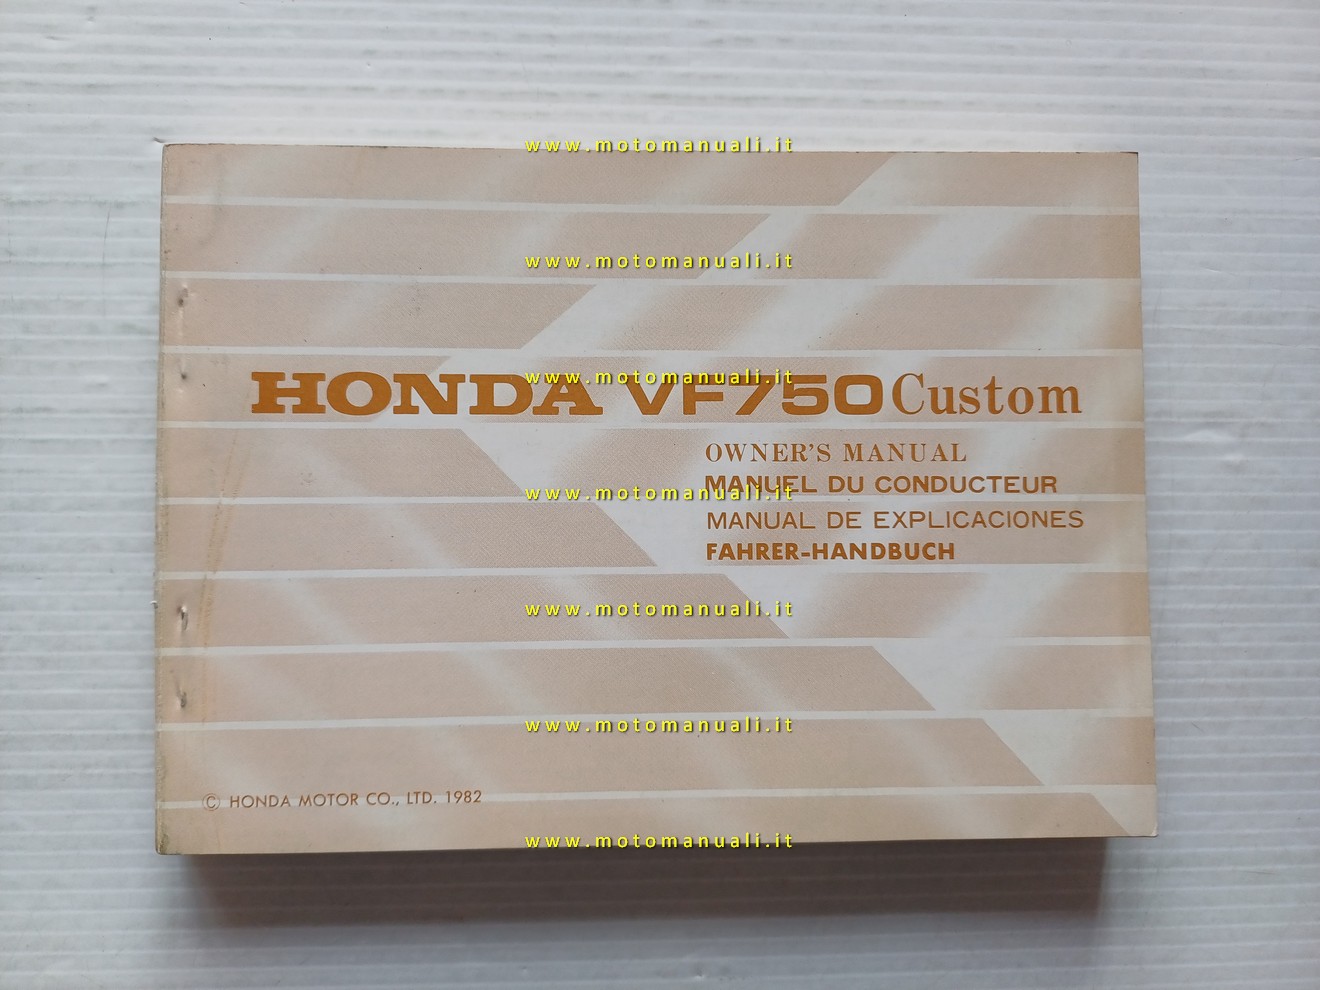 www.motomanuali.it
www.motomanuali.it
HONDA VF750 Custom
www.motomanuali.it
OWNER'S MANUAL
MANUEL DU CONDUCTEUR
www.motomanuali.it
MANUAL DE EXPLICACIONES
FAHRER-HANDBUCH
www.motomanuali.it
www.motomanuali.it
© HONDA MOTOR CO., LTD. 1982
www.motomanuali.it